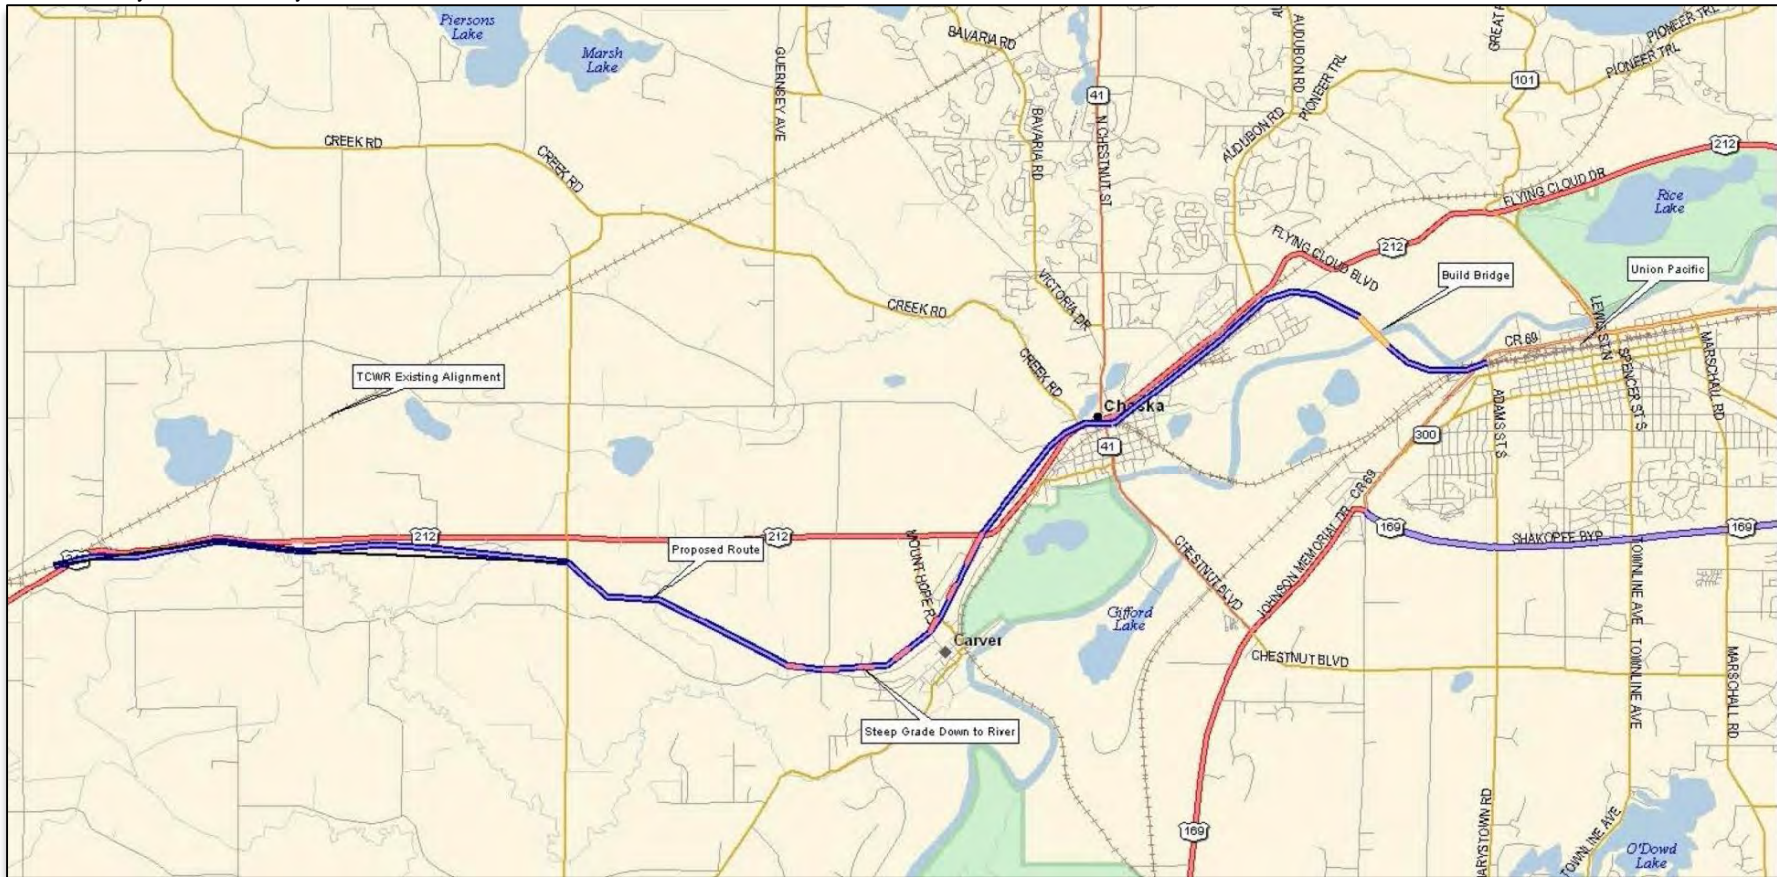 Piersons
Lake
Marsh
Lake
BAVARIA RD
GUERNSEY AVE
BAVARIA RD
41
N CHESTNUT ST
AUDUBON RD
PIONEER TRL
AUDUBON RD
101
PIONEER TRL
PIONEER TRL
212
CREEK RD
CREEK RD
FLYING CLOUD DR
Rice
Lake
FLYING CLOUD BLVD
212
Build Bridge
Union Pacific
VICTORIA DR
CREEK RD
CREEK RD
CR 69
LEWIS ST N
SPENCER ST S
MARSCHALL RD
TCWR Existing Alignment
Chaska
41
300
ADAMS ST S
CR 69
212
212
212
Proposed Route
MOUNT HOPE RD
CHESTNUT BLVD
JOHNSON MEMORIAL DR
169
SHAKOPEE BYP
169
Gifford
Lake
Carver
CHESTNUT BLVD
TOWNLINE AVE
TOWNLINE AVE
MARSCHALL RD
Steep Grade Down to River
169
MARYSTOWN RD
TOWNLINE AVE
O'Dowd
Lake